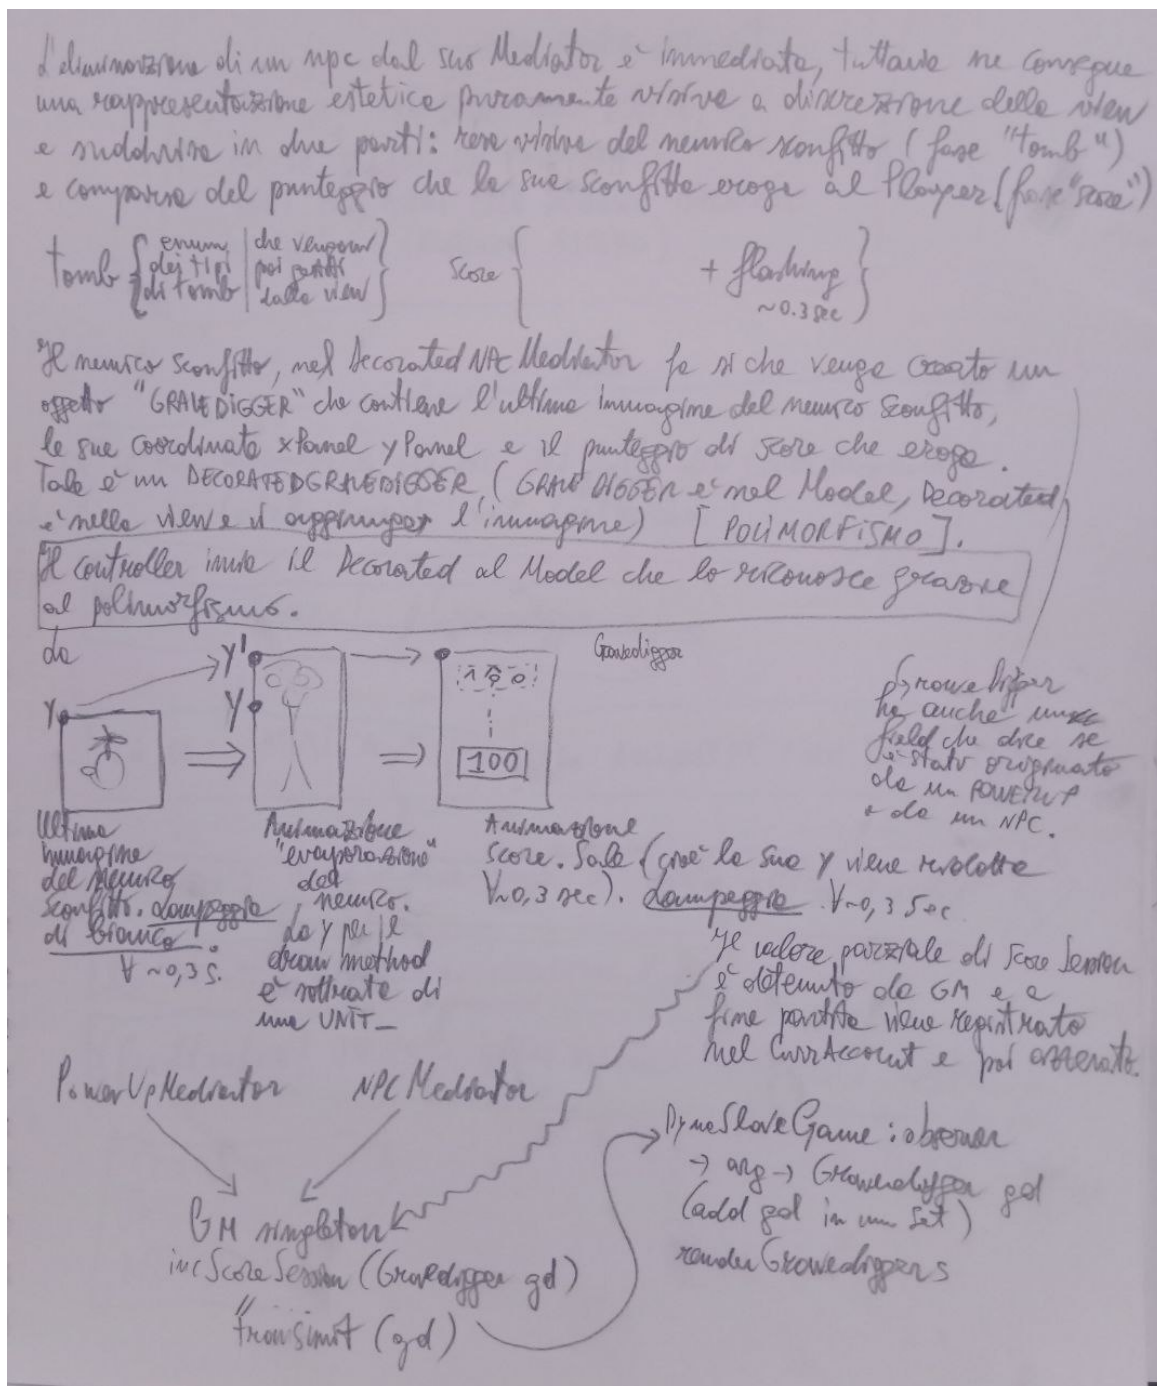 L'eliminazione di un npc dal suo Mediator è immediata, tuttavia ne consegue
una rappresentazione estetica puramente visiva a discrezione della view
e suddivisa in due parti: resa visiva del nemico sconfitto (fase "tomb")
e comparsa del punteggio che la sua sconfitta eroga al Player (fase "score")
tomb { enum dei tipi di tomb | che vengono poi gestiti dalla view }
score { + flashing ~0.3 sec }
Il nemico sconfitto, nel DecoratedNPCMediator fa sì che venga creato un
oggetto "GRAVEDIGGER" che contiene l'ultima immagine del nemico sconfitto,
le sue coordinate xPanel yPanel e il punteggio di score che eroga.
Tale è un DECORATEDGRAVEDIGGER, (GRAVEDIGGER è nel Model, Decorated
è nella view e vi aggiunge l'immagine) [POLIMORFISMO].
Il controller invia il Decorated al Model che lo riconosce grazie
al polimorfismo.
da
Gravedigger
y
y'
y
100
100
GraveDigger
ha anche un
field che dice se
è stato originato
da un POWERUP
o da un NPC.
Ultima
immagine
del nemico
sconfitto. Lampeggia
di bianco.
∀ ~0,3 s.
Animazione
"evaporazione"
del
nemico.
La y per il
draw method
è sottratta di
una UNIT_
Animazione
score. Sale (cioè la sua y viene ridotta
∀~0,3 sec). Lampeggia ∀~0,3 sec.
Il valore parziale di score session
è detenuto da GM e a
fine partita viene registrato
nel CurrAccount e poi azzerato.
PowerUpMediator
NPCMediator
GM singleton
incScoreSession (Gravedigger gd)
"
transmit (gd)
DynaSlaveGame : observer
→ arg → Gravedigger gd
(add gd in un Set)
renderGravediggers